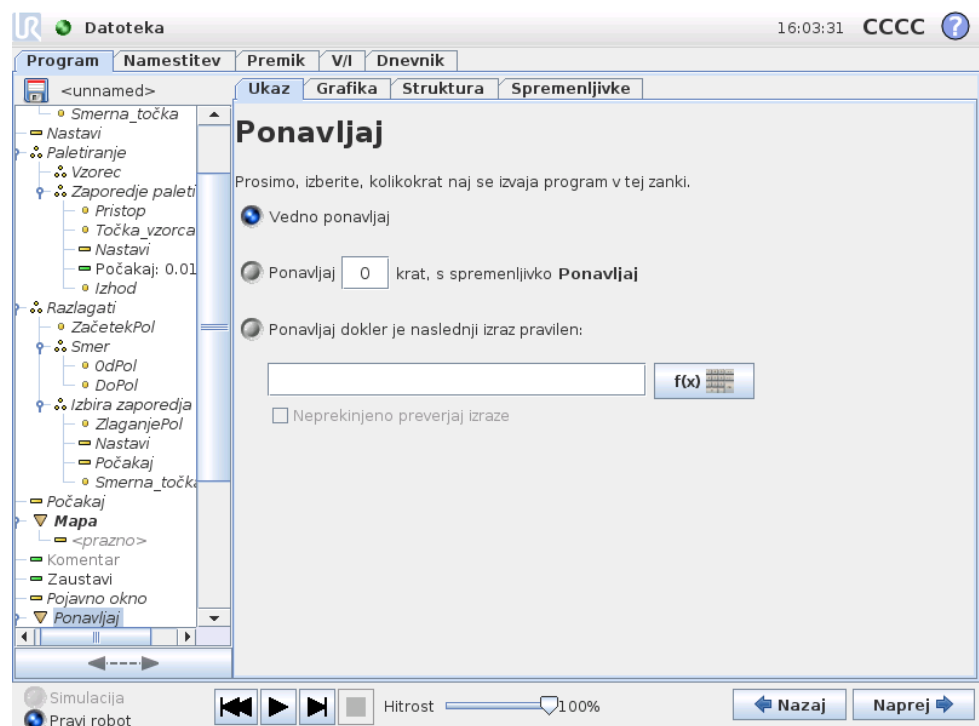 UR Datoteka 16:03:31 CCCC ?
Program Namestitev Premik V/I Dnevnik
<unnamed>
Ukaz Grafika Struktura Spremenljivke
Smerna_točka
Nastavi
Paletiranje
Vzorec
Zaporedje paleti
Pristop
Točka_vzorca
Nastavi
Počakaj: 0.01
Izhod
Razlagati
ZačetekPol
Smer
OdPol
DoPol
Izbira zaporedja
ZlaganjePol
Nastavi
Počakaj
Smerna_točka
Počakaj
Mapa
<prazno>
Komentar
Zaustavi
Pojavno okno
Ponavljaj
Ponavljaj
Prosimo, izberite, kolikokrat naj se izvaja program v tej zanki.
Vedno ponavljaj
Ponavljaj 0 krat, s spremenljivko Ponavljaj
Ponavljaj dokler je naslednji izraz pravilen:
f(x)
Neprekinjeno preverjaj izraze
Simulacija
Pravi robot
Hitrost 100%
Nazaj
Naprej